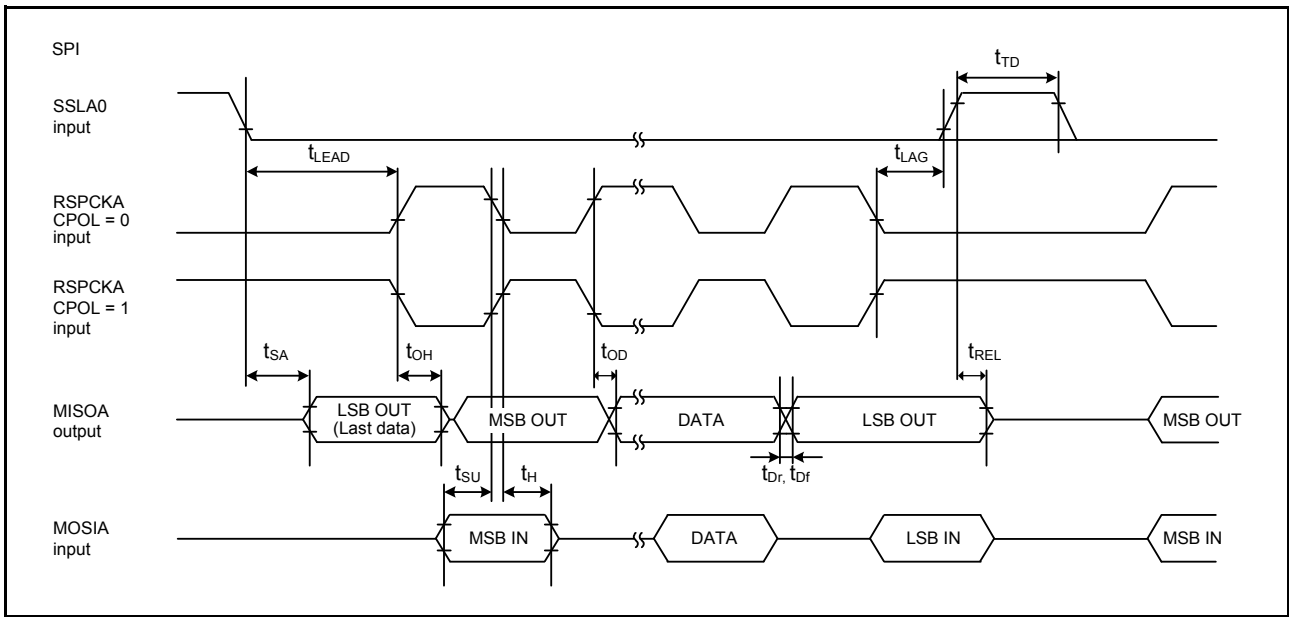 SPI
tTD
SSLA0
input
tLEAD
tLAG
RSPCKA
CPOL = 0
input
RSPCKA
CPOL = 1
input
tSA
tOH
tOD
tREL
MISOA
output
LSB OUT
(Last data)
MSB OUT
DATA
LSB OUT
MSB OUT
tSU
tH
tDr, tDf
MOSIA
input
MSB IN
DATA
LSB IN
MSB IN